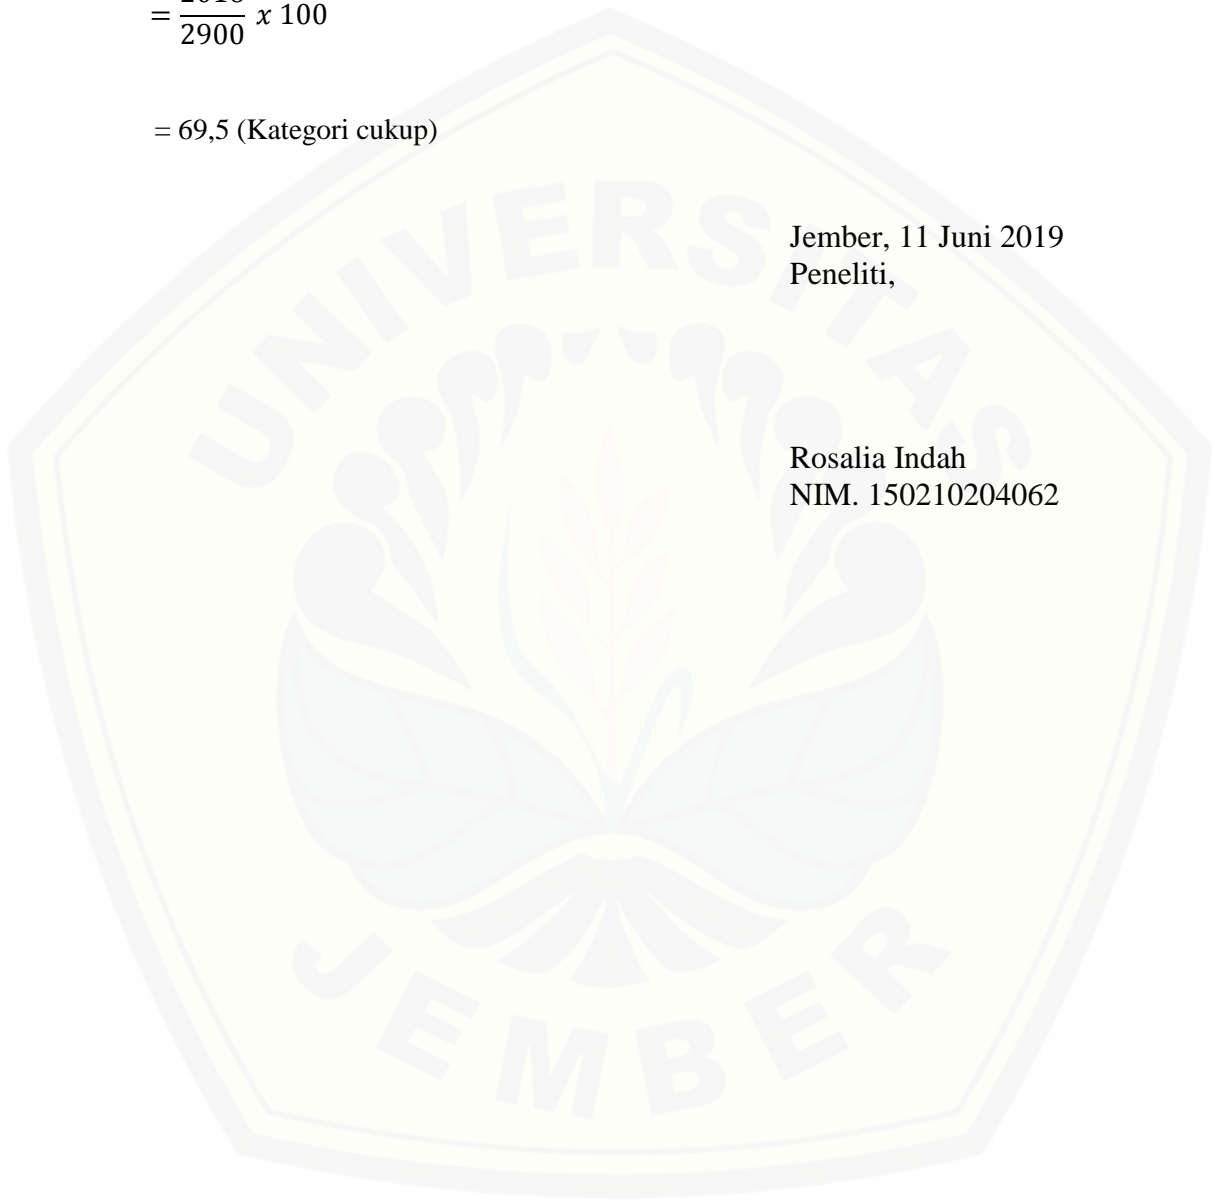 = /2900 x 100
= 69,5 (Kategori cukup)
Jember, 11 Juni 2019
Peneliti,
Rosalia Indah
NIM. 150210204062
UNIVERSITAS
JEMBER